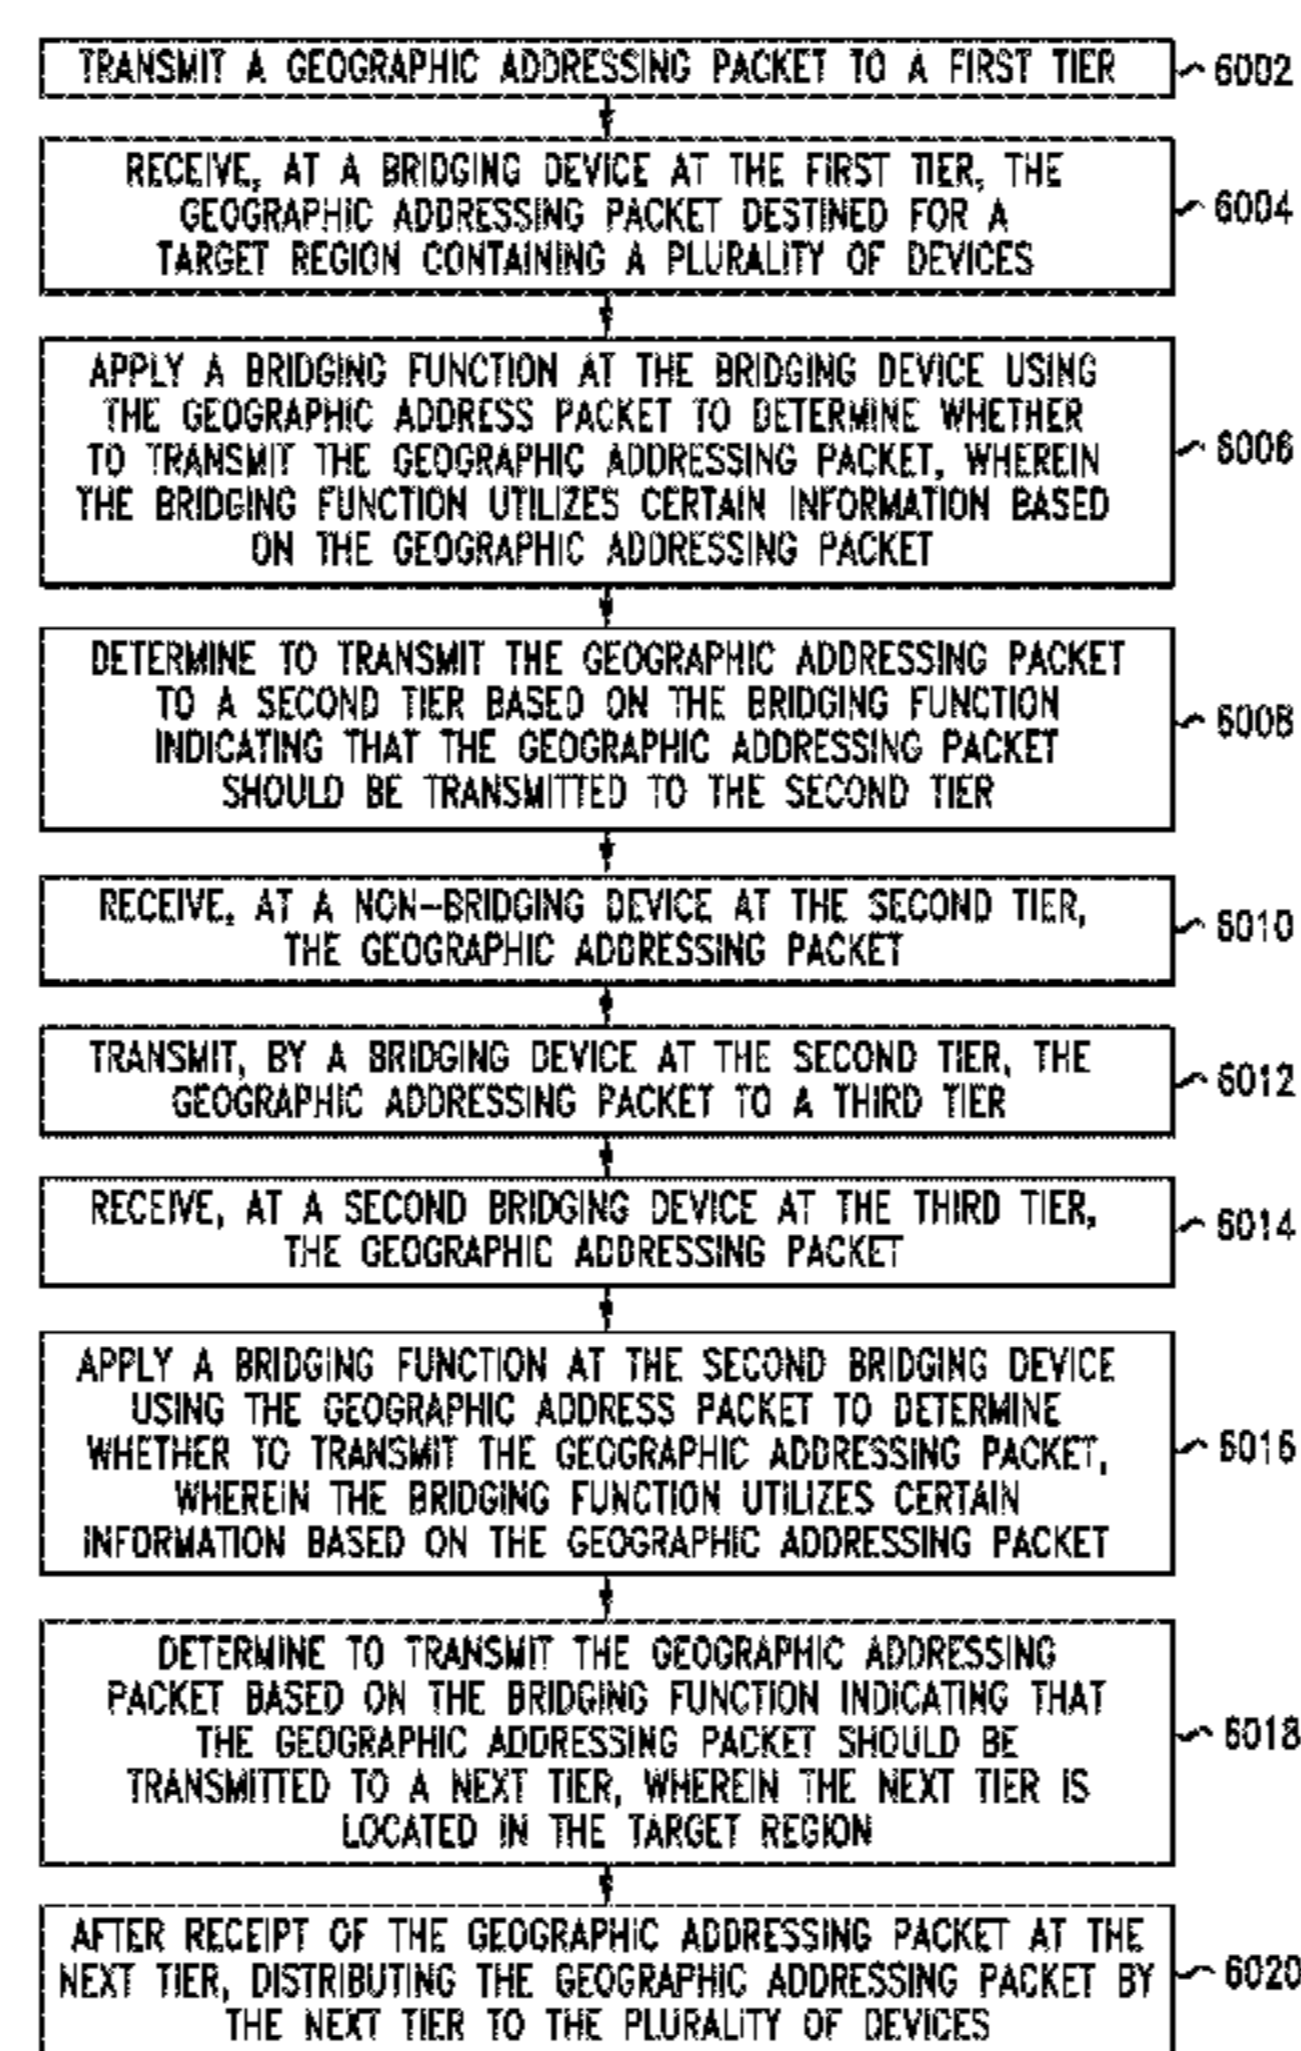 TRANSMIT A GEOGRAPHIC ADDRESSING PACKET TO A FIRST TIER
6002
RECEIVE, AT A BRIDGING DEVICE AT THE FIRST TIER, THE
GEOGRAPHIC ADDRESSING PACKET DESTINED FOR A
TARGET REGION CONTAINING A PLURALITY OF DEVICES
6004
APPLY A BRIDGING FUNCTION AT THE BRIDGING DEVICE USING
THE GEOGRAPHIC ADDRESS PACKET TO DETERMINE WHETHER
TO TRANSMIT THE GEOGRAPHIC ADDRESSING PACKET, WHEREIN
THE BRIDGING FUNCTION UTILIZES CERTAIN INFORMATION BASED
ON THE GEOGRAPHIC ADDRESSING PACKET
6006
DETERMINE TO TRANSMIT THE GEOGRAPHIC ADDRESSING PACKET
TO A SECOND TIER BASED ON THE BRIDGING FUNCTION
INDICATING THAT THE GEOGRAPHIC ADDRESSING PACKET
SHOULD BE TRANSMITTED TO THE SECOND TIER
6008
RECEIVE, AT A NON-BRIDGING DEVICE AT THE SECOND TIER,
THE GEOGRAPHIC ADDRESSING PACKET
6010
TRANSMIT, BY A BRIDGING DEVICE AT THE SECOND TIER, THE
GEOGRAPHIC ADDRESSING PACKET TO A THIRD TIER
6012
RECEIVE, AT A SECOND BRIDGING DEVICE AT THE THIRD TIER,
THE GEOGRAPHIC ADDRESSING PACKET
6014
APPLY A BRIDGING FUNCTION AT THE SECOND BRIDGING DEVICE
USING THE GEOGRAPHIC ADDRESS PACKET TO DETERMINE
WHETHER TO TRANSMIT THE GEOGRAPHIC ADDRESSING PACKET,
WHEREIN THE BRIDGING FUNCTION UTILIZES CERTAIN
INFORMATION BASED ON THE GEOGRAPHIC ADDRESSING PACKET
6016
DETERMINE TO TRANSMIT THE GEOGRAPHIC ADDRESSING
PACKET BASED ON THE BRIDGING FUNCTION INDICATING THAT
THE GEOGRAPHIC ADDRESSING PACKET SHOULD BE
TRANSMITTED TO A NEXT TIER, WHEREIN THE NEXT TIER IS
LOCATED IN THE TARGET REGION
6018
AFTER RECEIPT OF THE GEOGRAPHIC ADDRESSING PACKET AT THE
NEXT TIER, DISTRIBUTING THE GEOGRAPHIC ADDRESSING PACKET BY
THE NEXT TIER TO THE PLURALITY OF DEVICES
6020